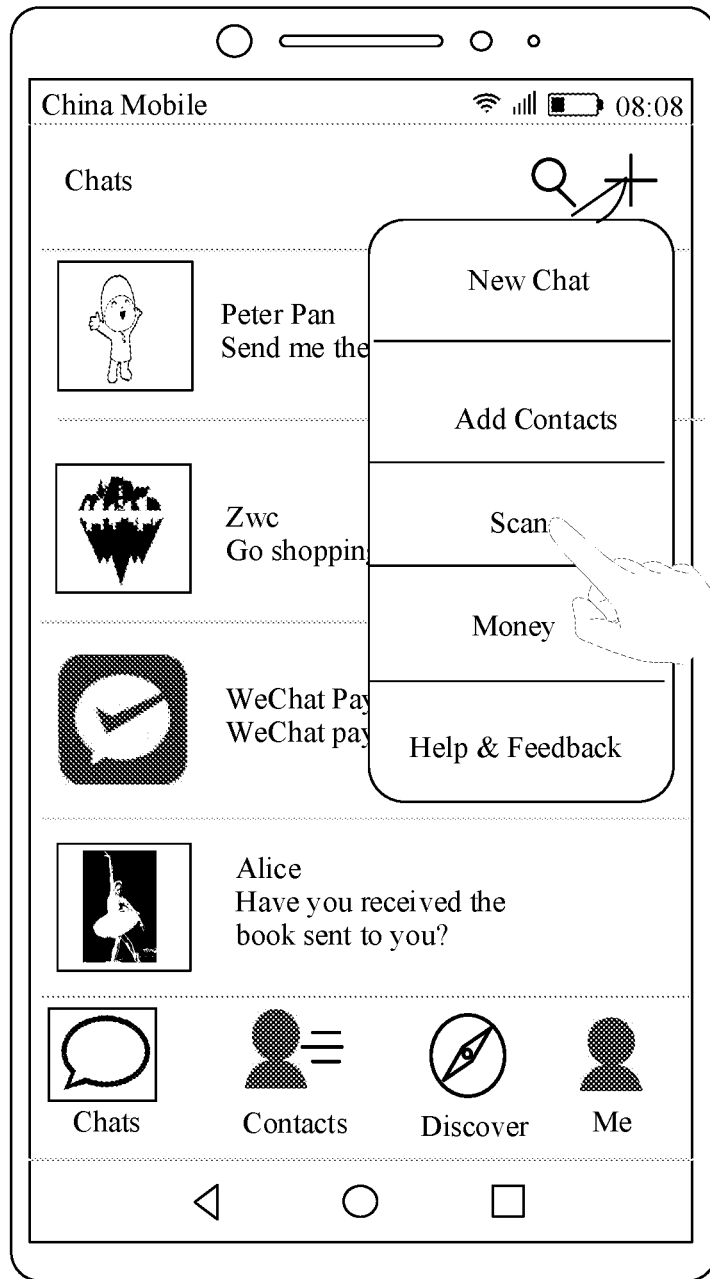 China Mobile 08:08
Chats
New Chat
Peter Pan
Send me the
Add Contacts
Zwc
Go shopping
Scan
Money
WeChat Pay
WeChat pay
Help & Feedback
Alice
Have you received the
book sent to you?
Chats Contacts Discover Me